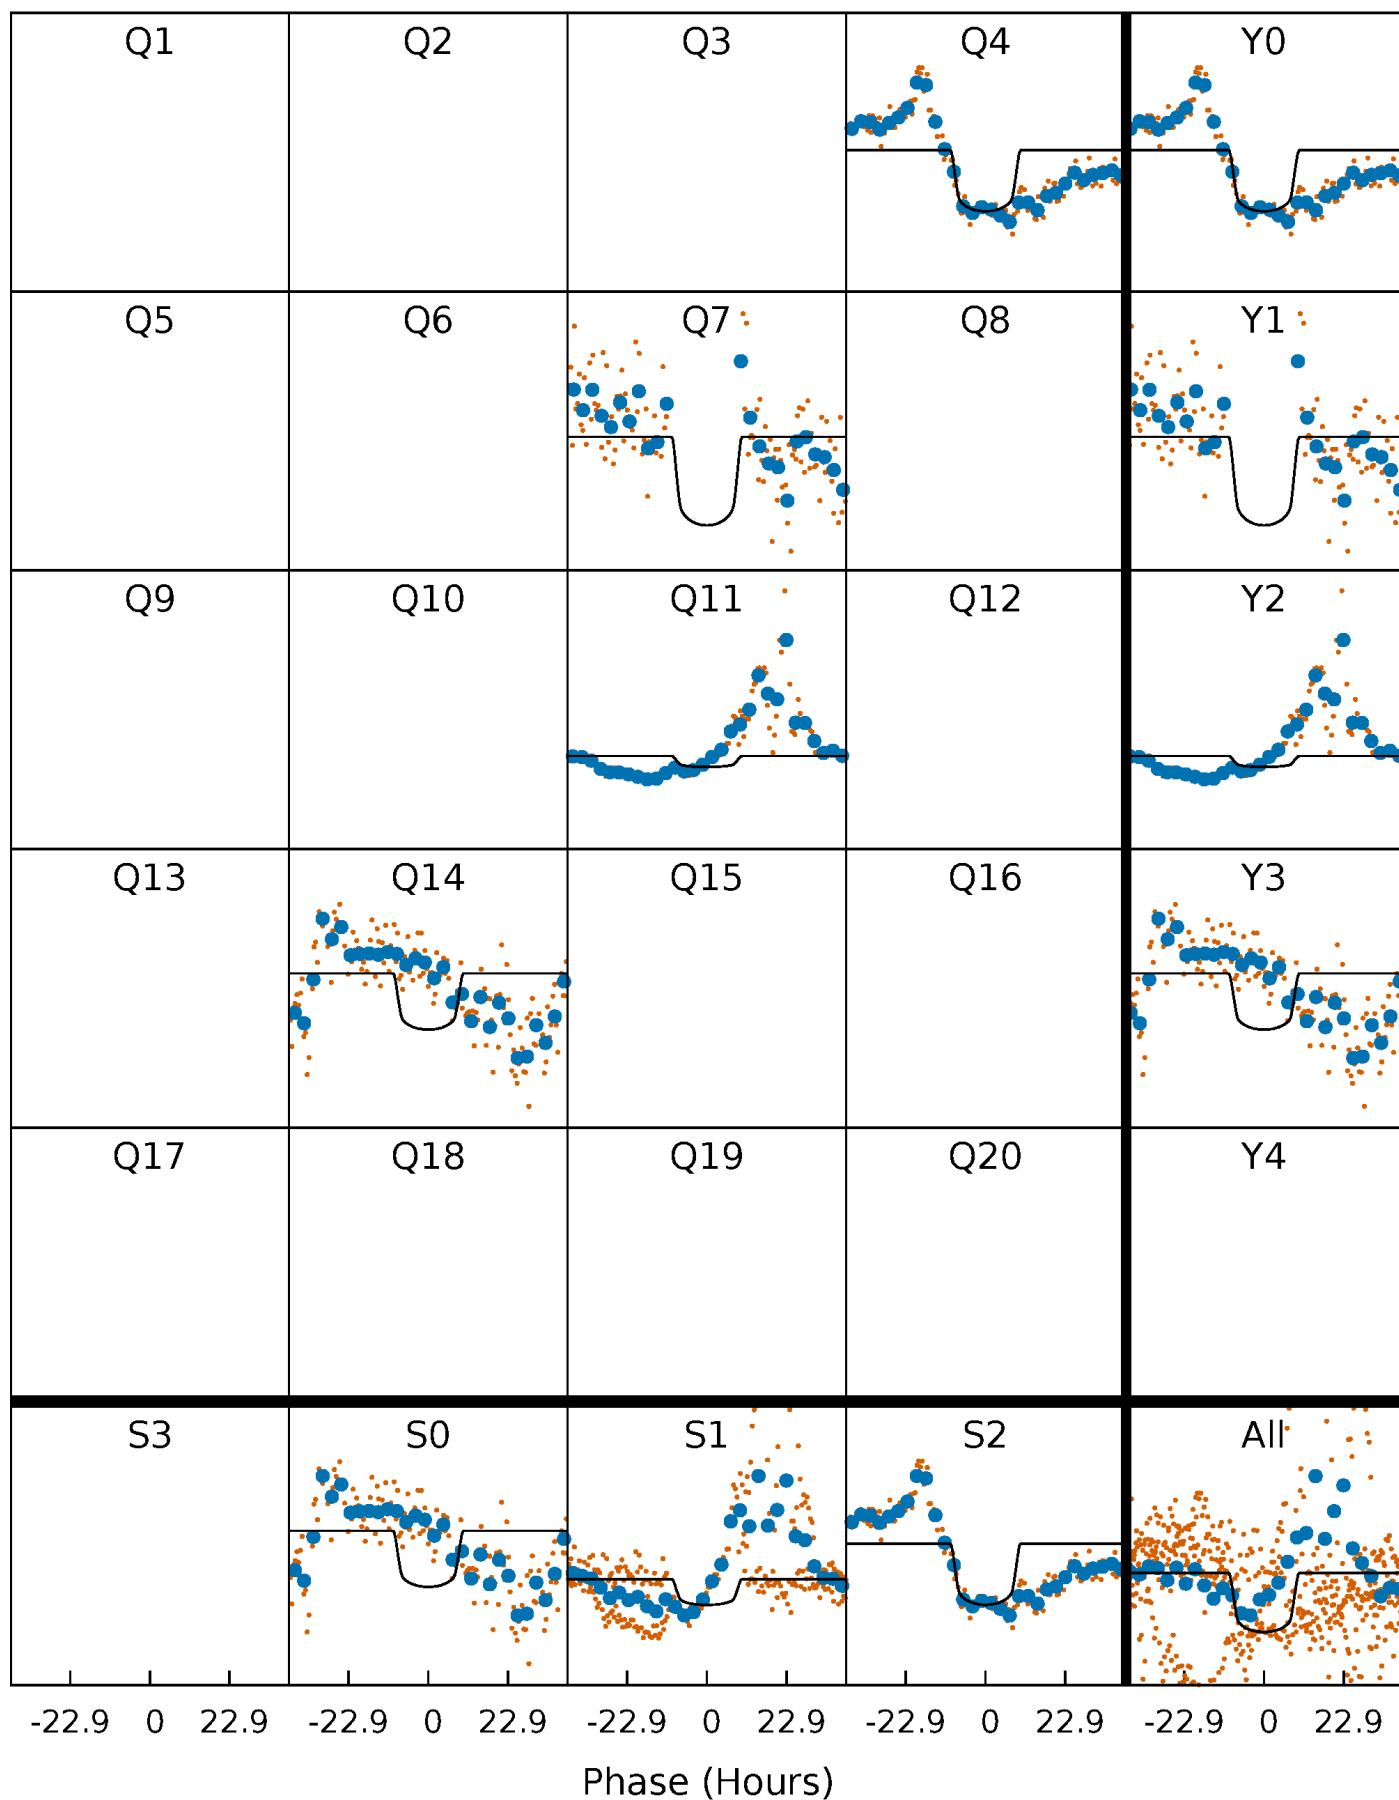 Q1 Q2 Q3 Q4 Y0
Q5 Q6 Q7 Q8 Y1
Q9 Q10 Q11 Q12 Y2
Q13 Q14 Q15 Q16 Y3
Q17 Q18 Q19 Q20 Y4
S3 S0 S1 S2 All
-22.9 0 22.9 -22.9 0 22.9 -22.9 0 22.9 -22.9 0 22.9 -22.9 0 22.9
Phase (Hours)